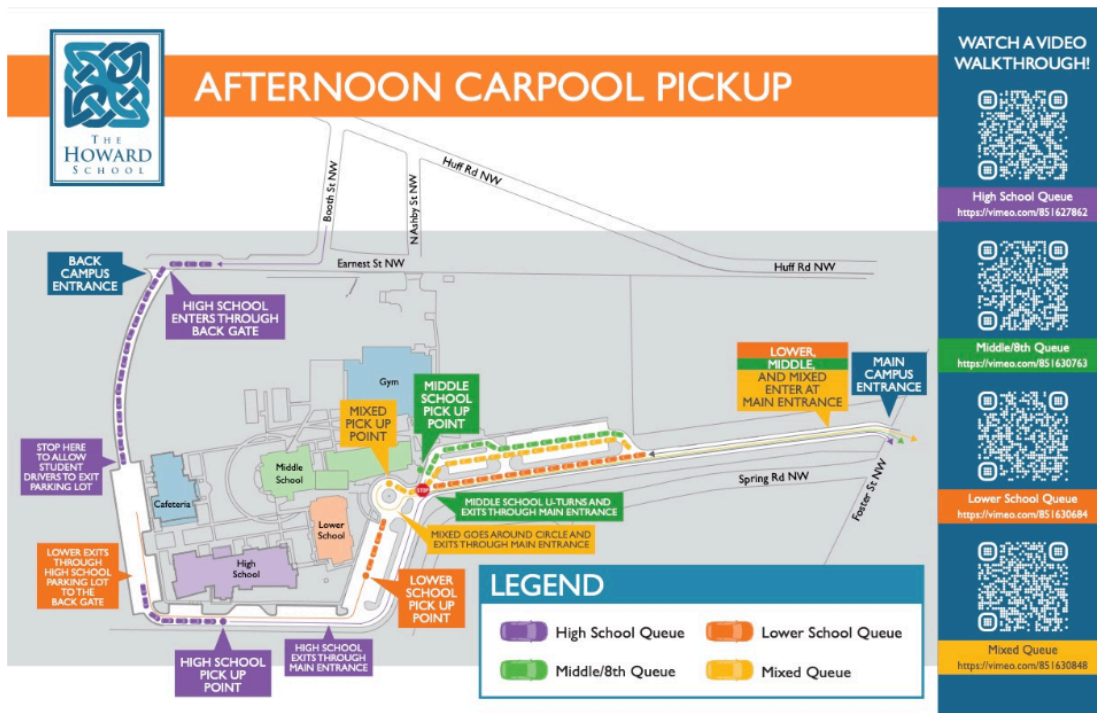 THE
HOWARD
SCHOOL
AFTERNOON CARPOOL PICKUP
WATCH A VIDEO
WALKTHROUGH!
High School Queue
https://vimeo.com/851627862
Middle/8th Queue
https://vimeo.com/851630763
Lower School Queue
https://vimeo.com/851630684
Mixed Queue
https://vimeo.com/851630848
Huff Rd NW
Booth St NW
N Ashby St NW
Earnest St NW
Huff Rd NW
BACK
CAMPUS
ENTRANCE
HIGH SCHOOL
ENTERS THROUGH
BACK GATE
Gym
MIDDLE
SCHOOL
PICK UP
POINT
MIXED
PICK UP
POINT
LOWER,
MIDDLE,
AND MIXED
ENTER AT
MAIN ENTRANCE
MAIN
CAMPUS
ENTRANCE
STOP HERE
TO ALLOW
STUDENT
DRIVERS TO EXIT
PARKING LOT
Middle
School
Cafeteria
STOP
Spring Rd NW
Foster St NW
MIDDLE SCHOOL U-TURNS AND
EXITS THROUGH MAIN ENTRANCE
Lower
School
MIXED GOES AROUND CIRCLE AND
EXITS THROUGH MAIN ENTRANCE
LOWER EXITS
THROUGH
HIGH SCHOOL
PARKING LOT
TO THE
BACK GATE
High
School
LOWER
SCHOOL
PICK UP
POINT
HIGH SCHOOL
PICK UP
POINT
HIGH SCHOOL
EXITS THROUGH
MAIN ENTRANCE
LEGEND
High School Queue
Lower School Queue
Middle/8th Queue
Mixed Queue